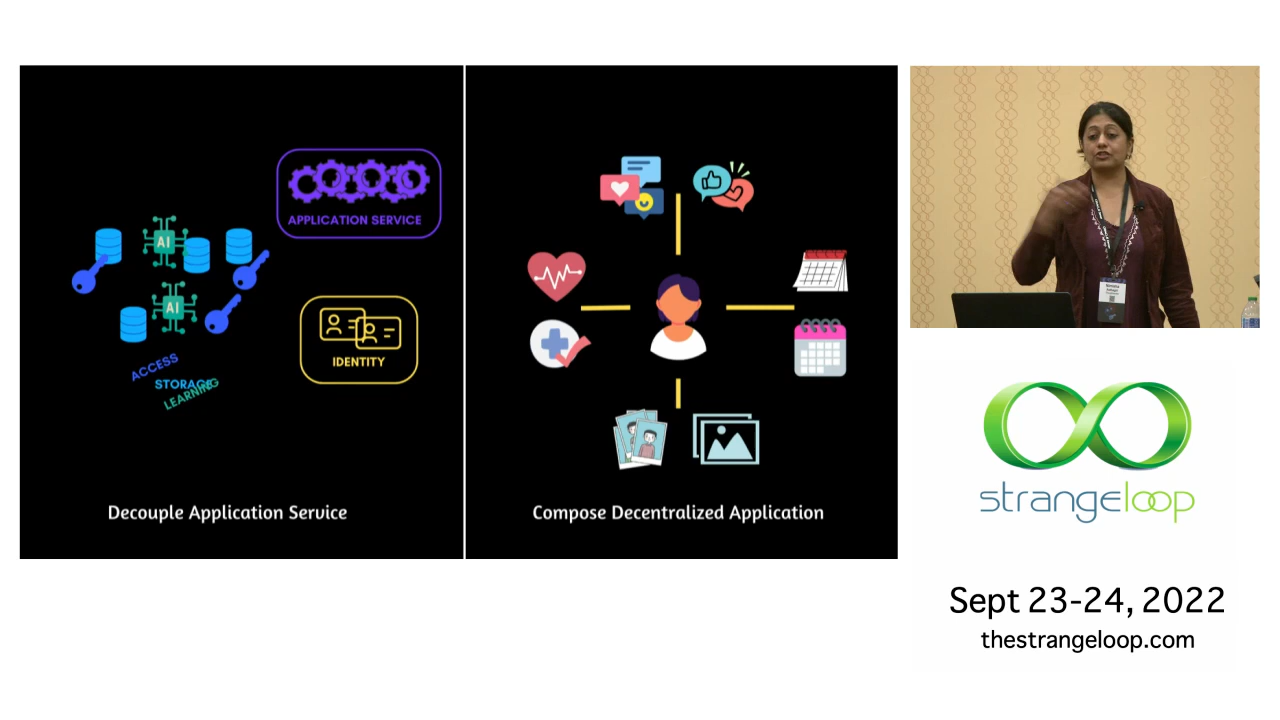 APPLICATION SERVICE
AI
AI
IDENTITY
ACCESS
STORAGE
LEARNING
Decouple Application Service
Compose Decentralized Application
strangeloop
Sept 23-24, 2022
thestrangeloop.com